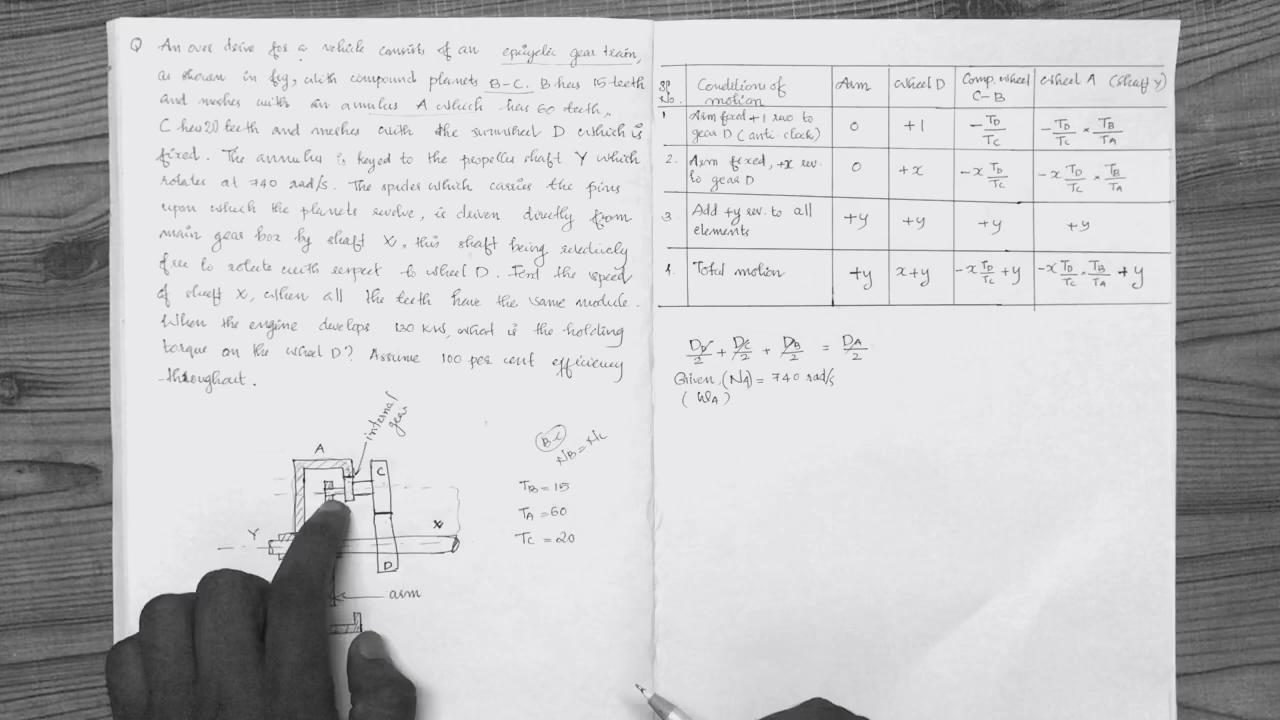 Q An over drive for a vehicle consists of an epicyclic gear train,
as shown in fig, with compound planets B-C. B has 15 teeth
and meshes with an annulus A which has 60 teeth,
C has 20 teeth and meshes with the sunwheel D which is
fixed. The annulus is keyed to the propeller shaft Y which
rotates at 740 rad/s. The spider which carries the pins
upon which the planets revolve, is driven directly from
main gear box by shaft X, this shaft being relatively
free to rotate with respect to wheel D. Find the speed
of shaft X, when all the teeth have the same module.
When the engine develops 130 kW, what is the holding
torque on the wheel D? Assume 100 per cent efficiency
throughout.
internal
gear
A
C
Y
X
D
arm
B-C
NB = NC
TB = 15
TA = 60
TC = 20
Sl No. Conditions of motion Arm Wheel D Comp. wheel C-B Wheel A (Shaft Y)
1 Arm fixed +1 rev to gear D (anti-clock) 0 +1 -TD/TC -TD/TC × TB/TA
2. Arm fixed, +x rev. to gear D 0 +x -x TD/TC -x TD/TC × TB/TA
3 Add +y rev. to all elements +y +y +y +y
4. Total motion +y x+y -x TD/TC + y -x TD/TC × TB/TA + y
DD/2 + DC/2 + DB/2 = DA/2
Given, (NA) = 740 rad/s
(ωA)